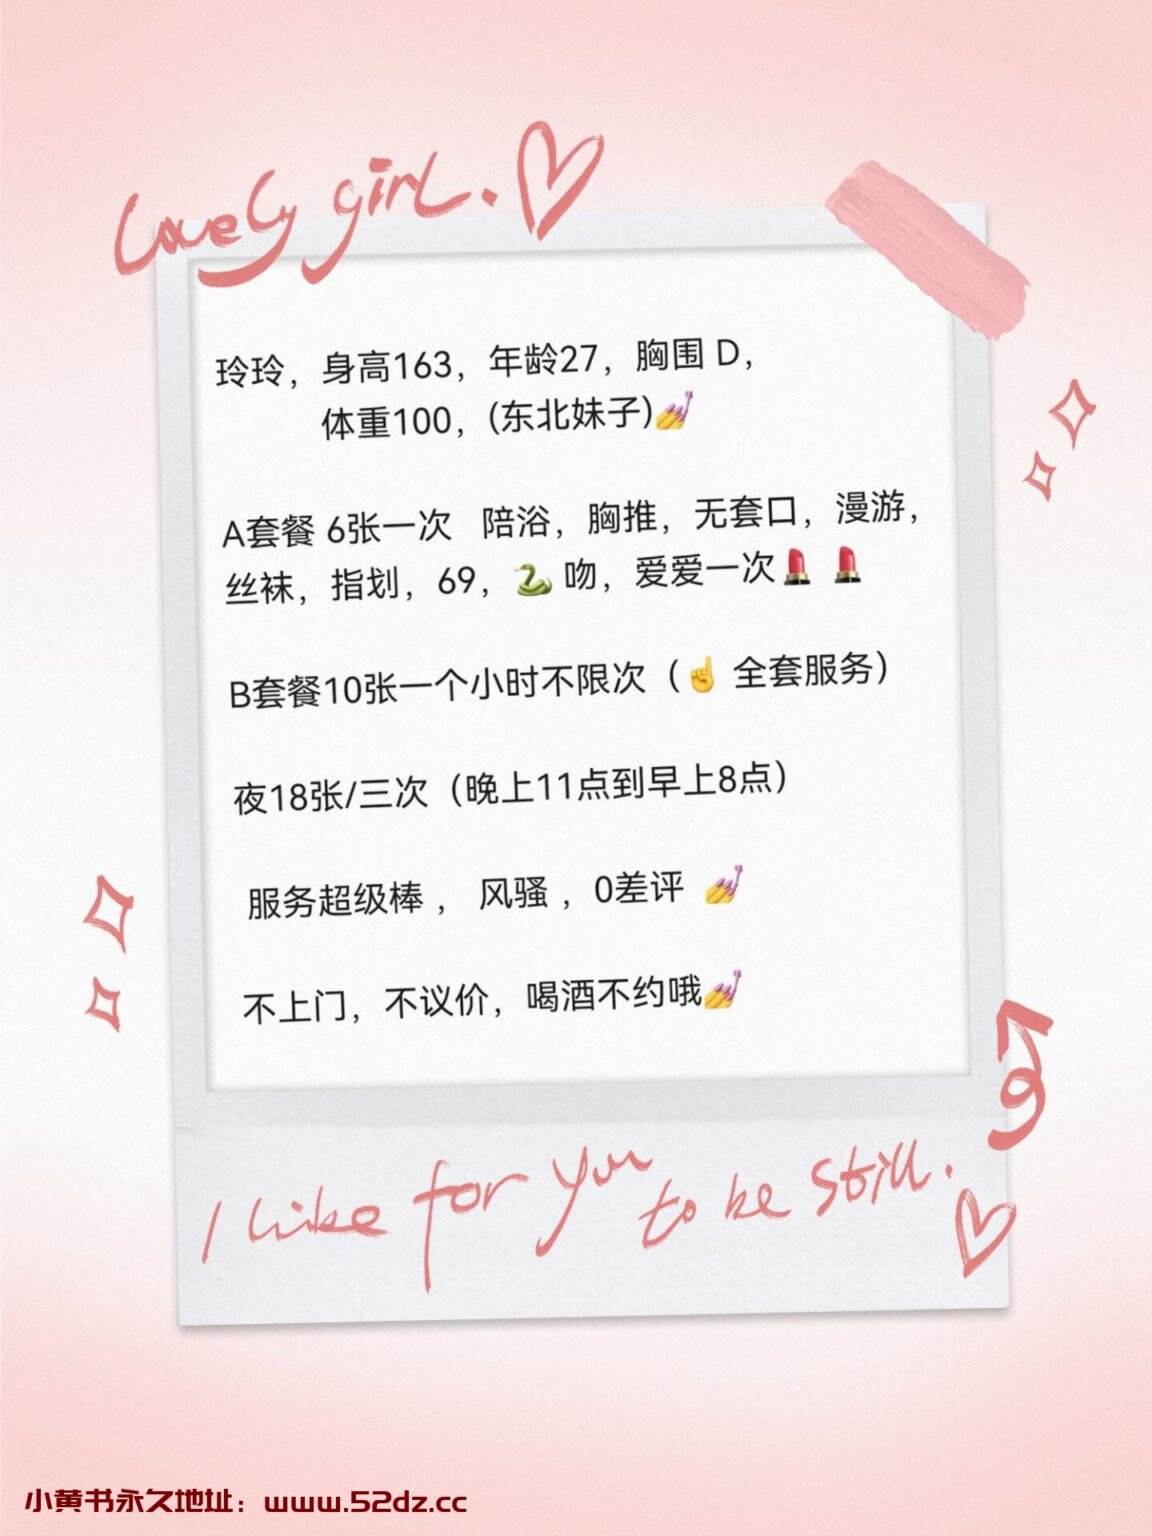 Lovely girl.
玲玲，身高163，年龄27，胸围 D，
体重100，(东北妹子)💅
A套餐 6张一次 陪浴，胸推，无套口，漫游，
丝袜，指划，69，🐍 吻，爱爱一次💄 💄
B套餐10张一个小时不限次（☝️ 全套服务）
夜18张/三次（晚上11点到早上8点）
服务超级棒 ， 风骚 ，0差评 💅
不上门，不议价，喝酒不约哦💅
I like for you to be still.
小黄书永久地址：www.52dz.cc